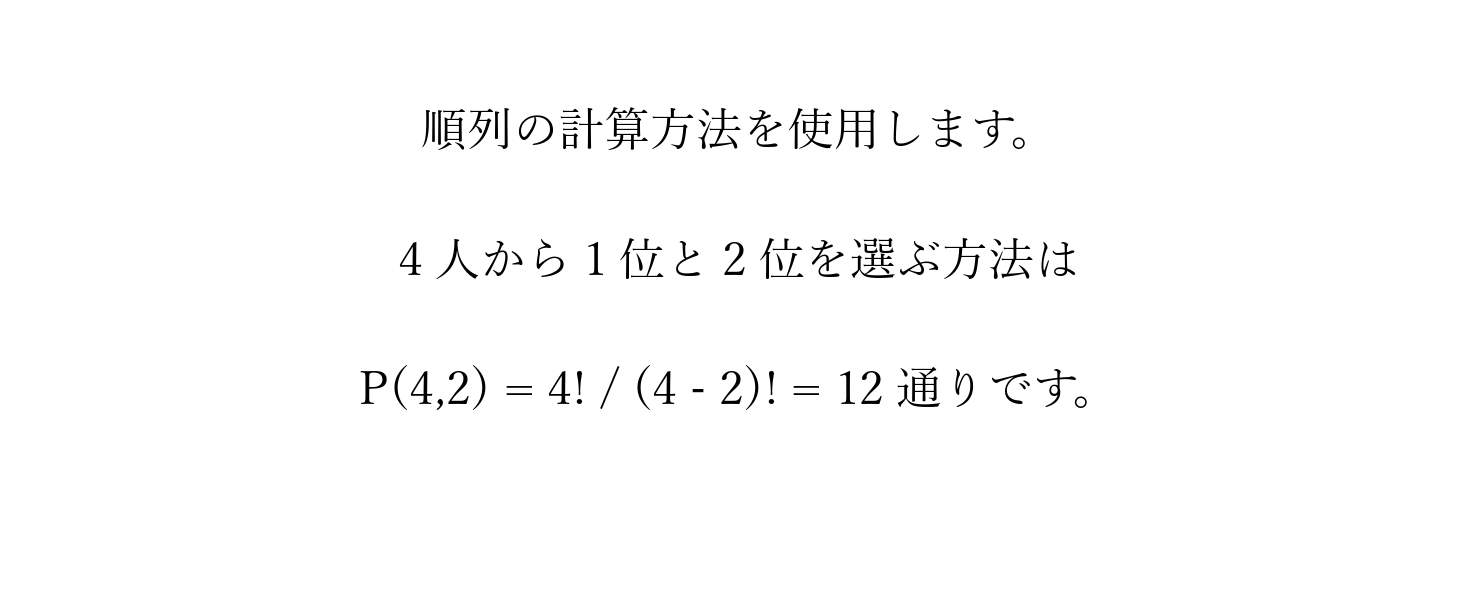 順列の計算方法を使用します。
4 人から 1 位と 2 位を選ぶ方法は
P(4,2) = 4! / (4 - 2)! = 12 通りです。